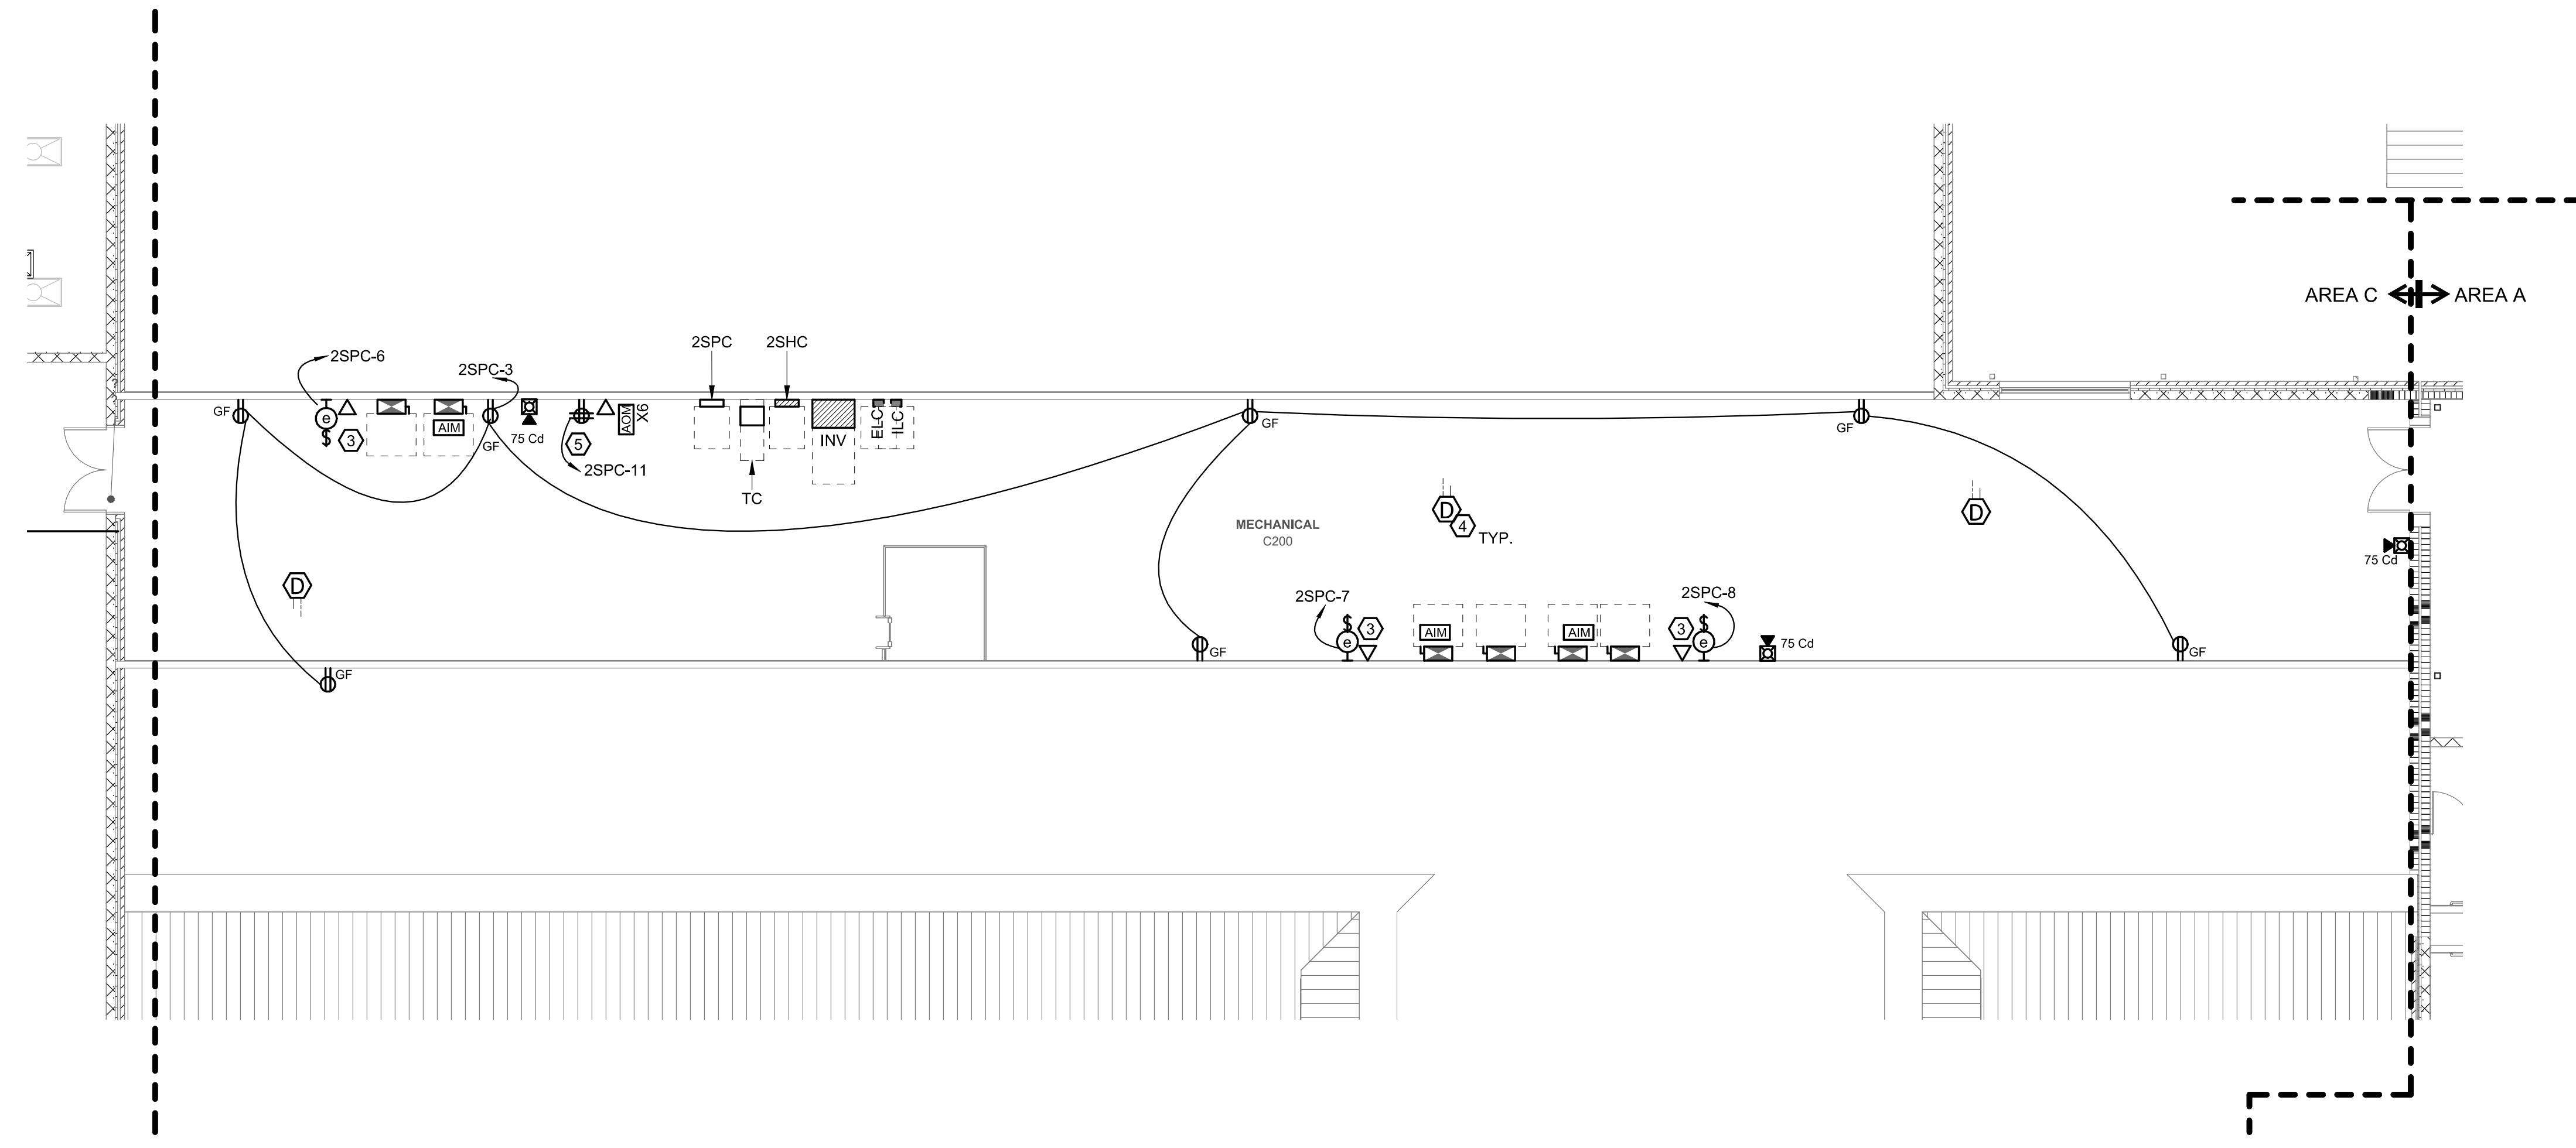 AREA C
AREA A
2SPC-6
2SPC-3
2SPC
2SHC
GF
e
$
3
AIM
GF
75 Cd
5
AOM
X6
2SPC-11
TC
INV
ELC
ILC
GF
GF
D
4
TYP.
D
MECHANICAL
C200
75 Cd
D
GF
GF
2SPC-7
$
e
3
AIM
AIM
3
2SPC-8
$
e
75 Cd
GF